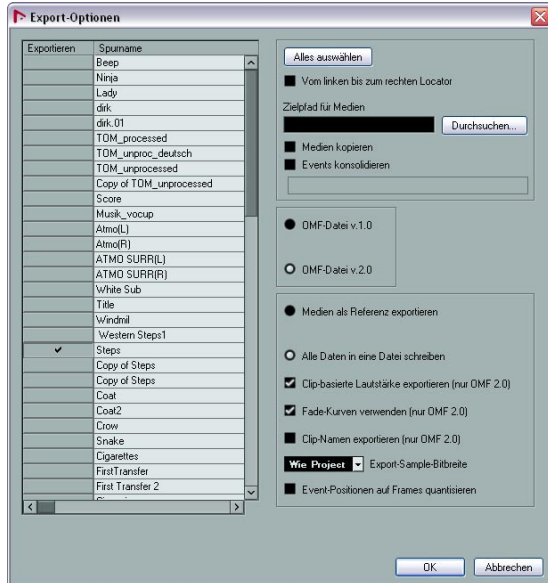 Export-Optionen
Exportieren Spurname
Beep
Ninja
Lady
dirk
dirk.01
TOM_processed
TOM_unproc_deutsch
TOM_unprocessed
Copy of TOM_unprocessed
Score
Musik_vocup
Atmo(L)
Atmo(R)
ATMO SURR(L)
ATMO SURR(R)
White Sub
Title
Windmil
Western Steps1
Steps
Copy of Steps
Copy of Steps
Coat
Coat2
Crow
Snake
Cigarettes
FirstTransfer
First Transfer 2
Alles auswählen
Vom linken bis zum rechten Locator
Zielpfad für Medien
Durchsuchen...
Medien kopieren
Events konsolidieren
OMF-Datei v.1.0
OMF-Datei v.2.0
Medien als Referenz exportieren
Alle Daten in eine Datei schreiben
Clip-basierte Lautstärke exportieren (nur OMF 2.0)
Fade-Kurven verwenden (nur OMF 2.0)
Clip-Namen exportieren (nur OMF 2.0)
Wie Project Export-Sample-Bitbreite
Event-Positionen auf Frames quantisieren
OK Abbrechen